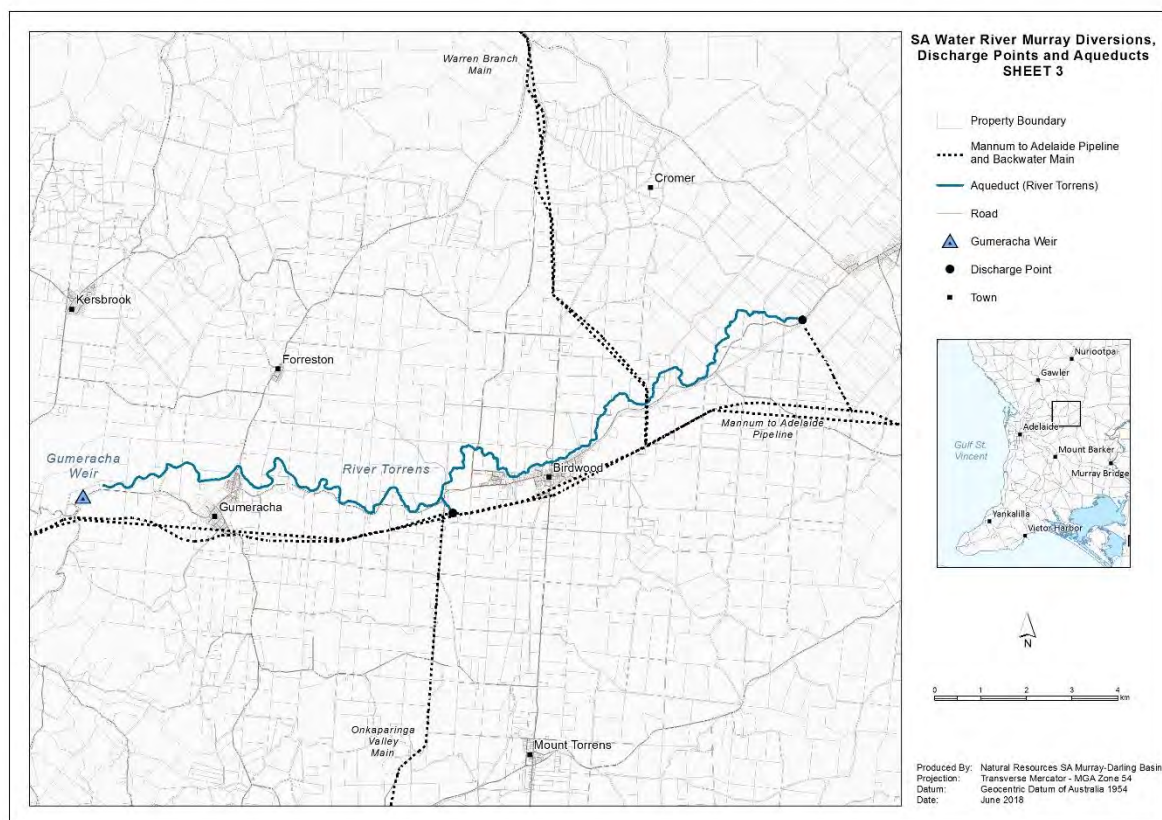 SA Water River Murray Diversions,
Discharge Points and Aqueducts
SHEET 3
Property Boundary
Mannum to Adelaide Pipeline
and Backwater Main
Aqueduct (River Torrens)
Road
Gumeracha Weir
Discharge Point
Town
Warren Branch
Main
Cromer
Kersbrook
Forreston
Mannum to Adelaide
Pipeline
Gumeracha
Weir
River Torrens
Birdwood
Gumeracha
Onkaparinga
Valley
Main
Mount Torrens
Nuriootpa
Gawler
Adelaide
Gulf St.
Vincent
Mount Barker
Murray Bridge
Yankalilla
Victor Harbor
N
0 1 2 3 4
km
Produced By: Natural Resources SA Murray-Darling Basin
Projection: Transverse Mercator - MGA Zone 54
Datum: Geocentric Datum of Australia 1954
Date: June 2018